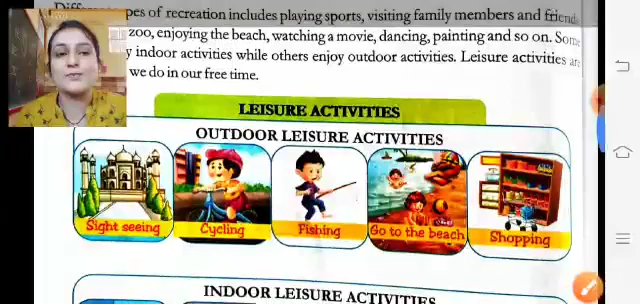 pes of recreation includes playing sports, visiting family members and friends
zoo, enjoying the beach, watching a movie, dancing, painting and so on. Some
y indoor activities while others enjoy outdoor activities. Leisure activities are
we do in our free time.
LEISURE ACTIVITIES
OUTDOOR LEISURE ACTIVITIES
Sight seeing
Cycling
Fishing
Go to the beach
Shopping
INDOOR LEISURE ACTIVITIES